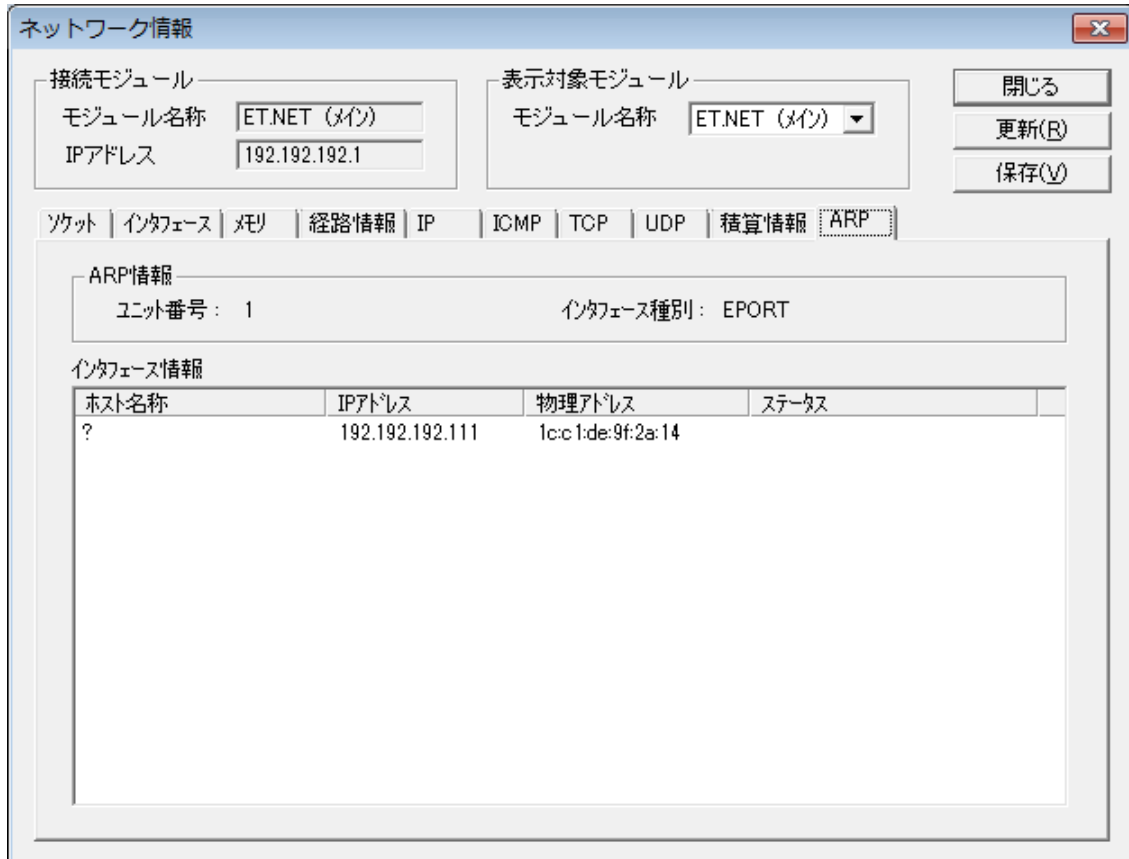 ネットワーク情報
接続モジュール
モジュール名称 ET.NET (メイン)
IPアドレス 192.192.192.1
表示対象モジュール
モジュール名称 ET.NET (メイン)
閉じる
更新(R)
保存(V)
ソケット インタフェース メモリ 経路情報 IP ICMP TCP UDP 積算情報 ARP
ARP情報
ユニット番号: 1 インタフェース種別: EPORT
インタフェース情報
ホスト名称 IPアドレス 物理アドレス ステータス
? 192.192.192.111 1c:c1:de:9f:2a:14